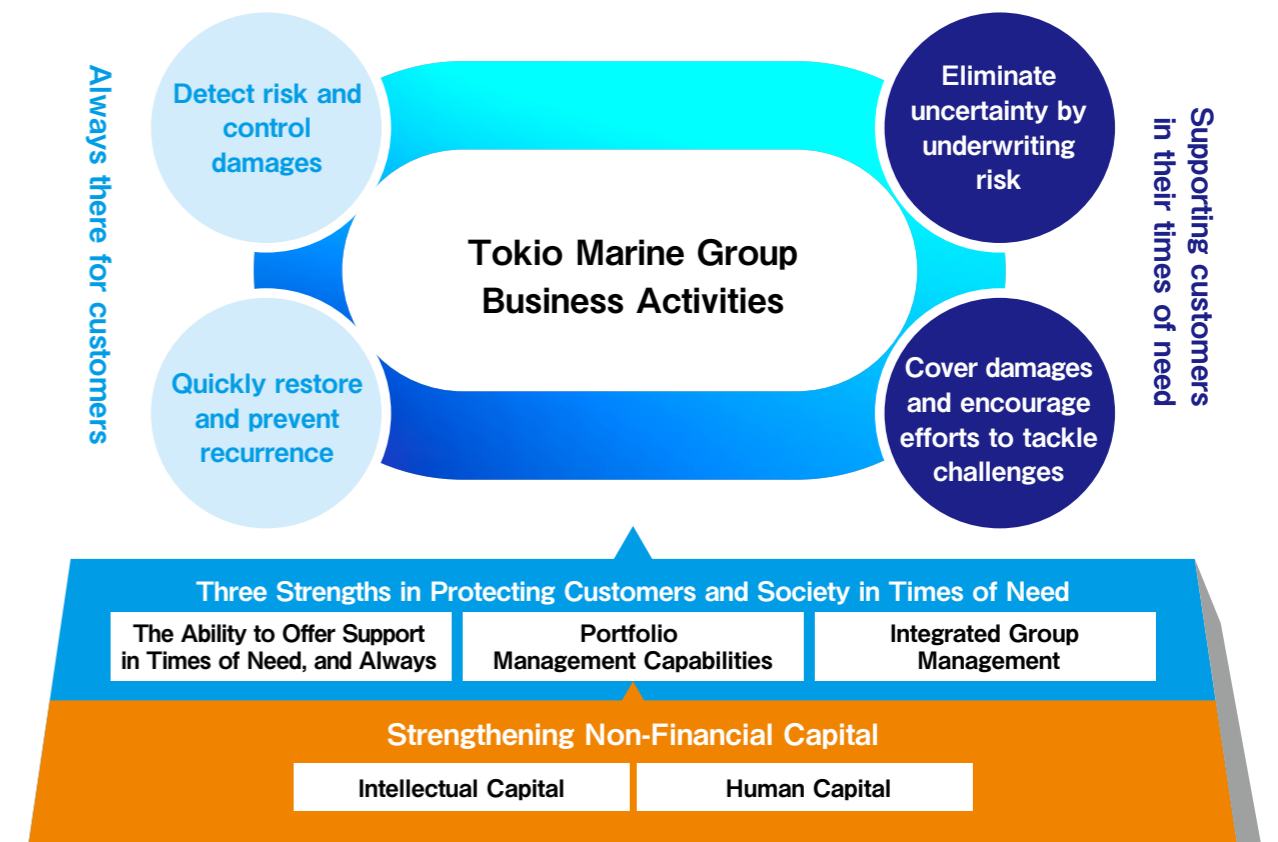 Always there for customers
Detect risk and
control
damages
Eliminate
uncertainty by
underwriting
risk
Supporting customers
in their times of need
Tokio Marine Group
Business Activities
Quickly restore
and prevent
recurrence
Cover damages
and encourage
efforts to tackle
challenges
Three Strengths in Protecting Customers and Society in Times of Need
The Ability to Offer Support
in Times of Need, and Always
Portfolio
Management Capabilities
Integrated Group
Management
Strengthening Non-Financial Capital
Intellectual Capital
Human Capital